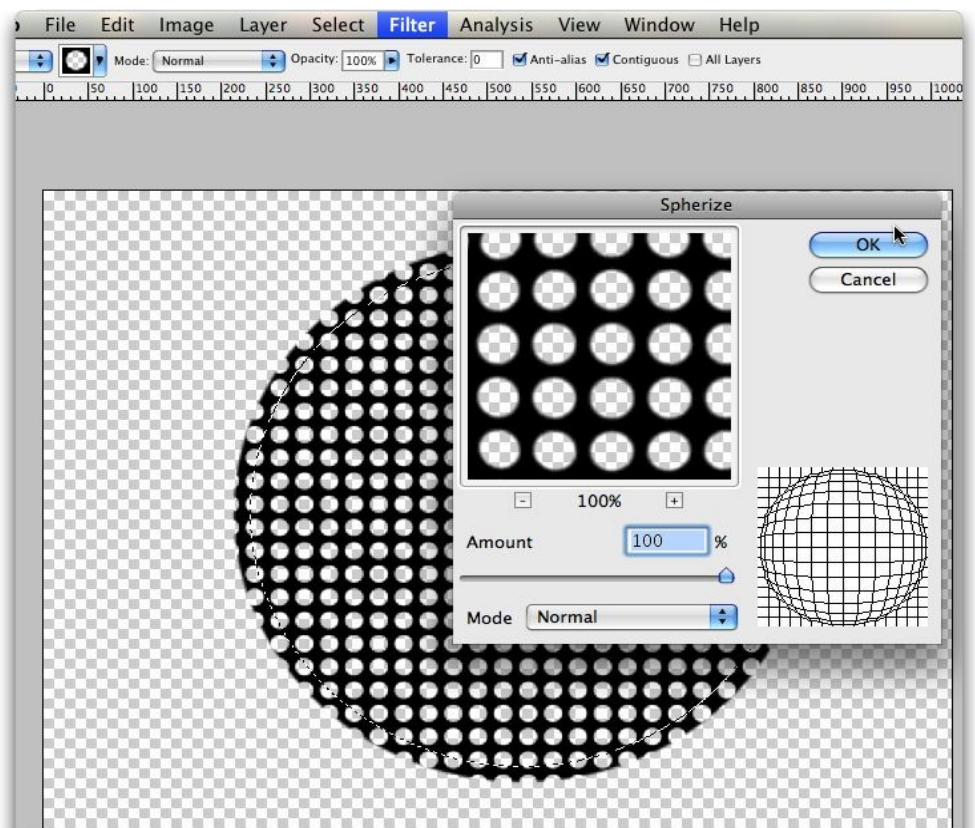 File Edit Image Layer Select Filter Analysis View Window Help
Mode: Normal Opacity: 100% Tolerance: 0 Anti-alias Contiguous All Layers
0 50 100 150 200 250 300 350 400 450 500 550 600 650 700 750 800 850 900 950 1000
Spherize
OK
Cancel
- 100% +
Amount 100 %
Mode Normal